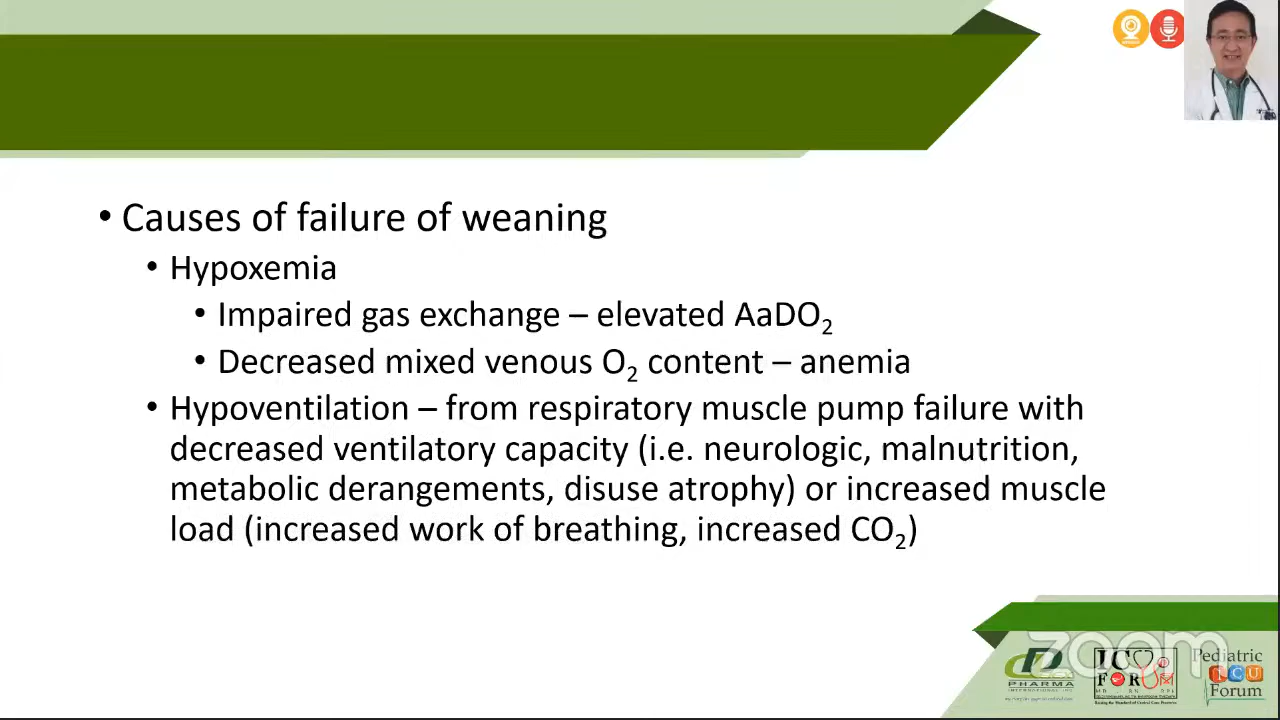 • Causes of failure of weaning
• Hypoxemia
• Impaired gas exchange – elevated AaDO₂
• Decreased mixed venous O₂ content – anemia
• Hypoventilation – from respiratory muscle pump failure with
decreased ventilatory capacity (i.e. neurologic, malnutrition,
metabolic derangements, disuse atrophy) or increased muscle
load (increased work of breathing, increased CO₂)
zoom
PHARMA
IC
FORUM
Pediatric
ICU
Forum